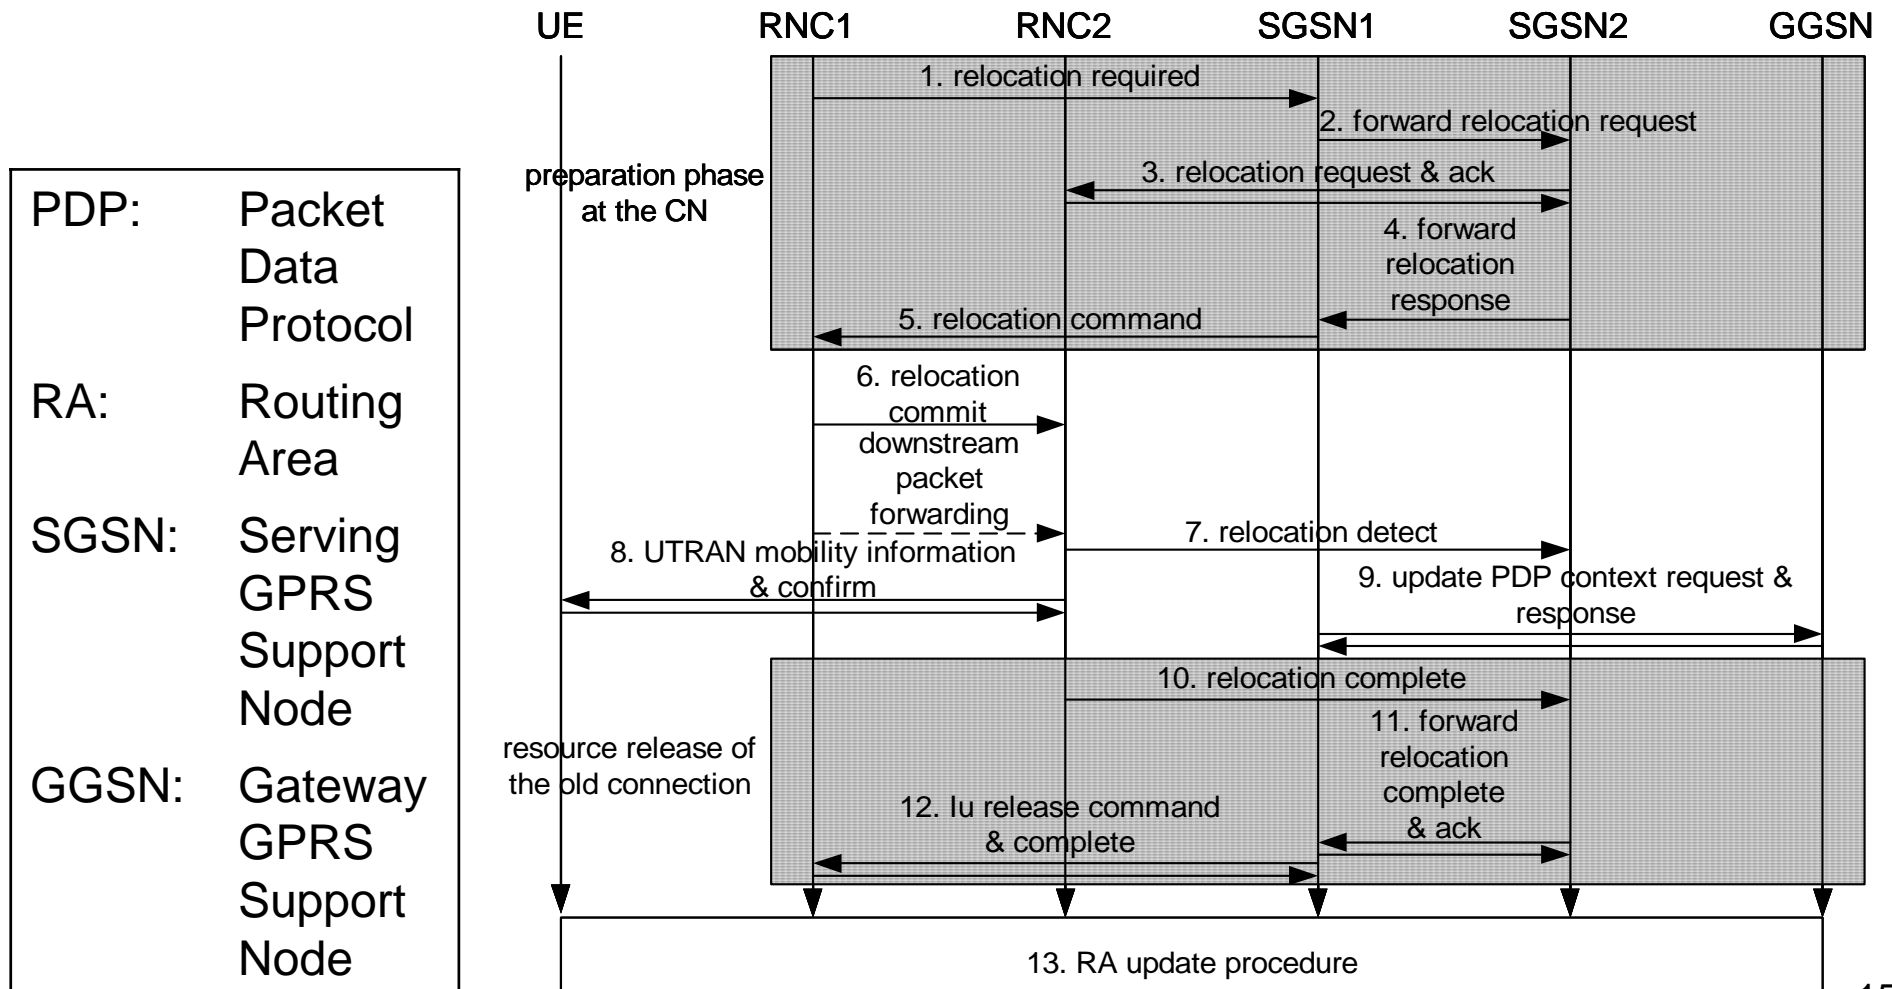 UE RNC1 RNC2 SGSN1 SGSN2 GGSN
1. relocation required
2. forward relocation request
preparation phase
at the CN
3. relocation request & ack
4. forward
relocation
response
5. relocation command
6. relocation
commit
downstream
packet
forwarding
7. relocation detect
8. UTRAN mobility information
& confirm
9. update PDP context request &
response
10. relocation complete
resource release of
the old connection
11. forward
relocation
complete
& ack
12. Iu release command
& complete
13. RA update procedure
PDP: Packet
Data
Protocol
RA: Routing
Area
SGSN: Serving
GPRS
Support
Node
GGSN: Gateway
GPRS
Support
Node